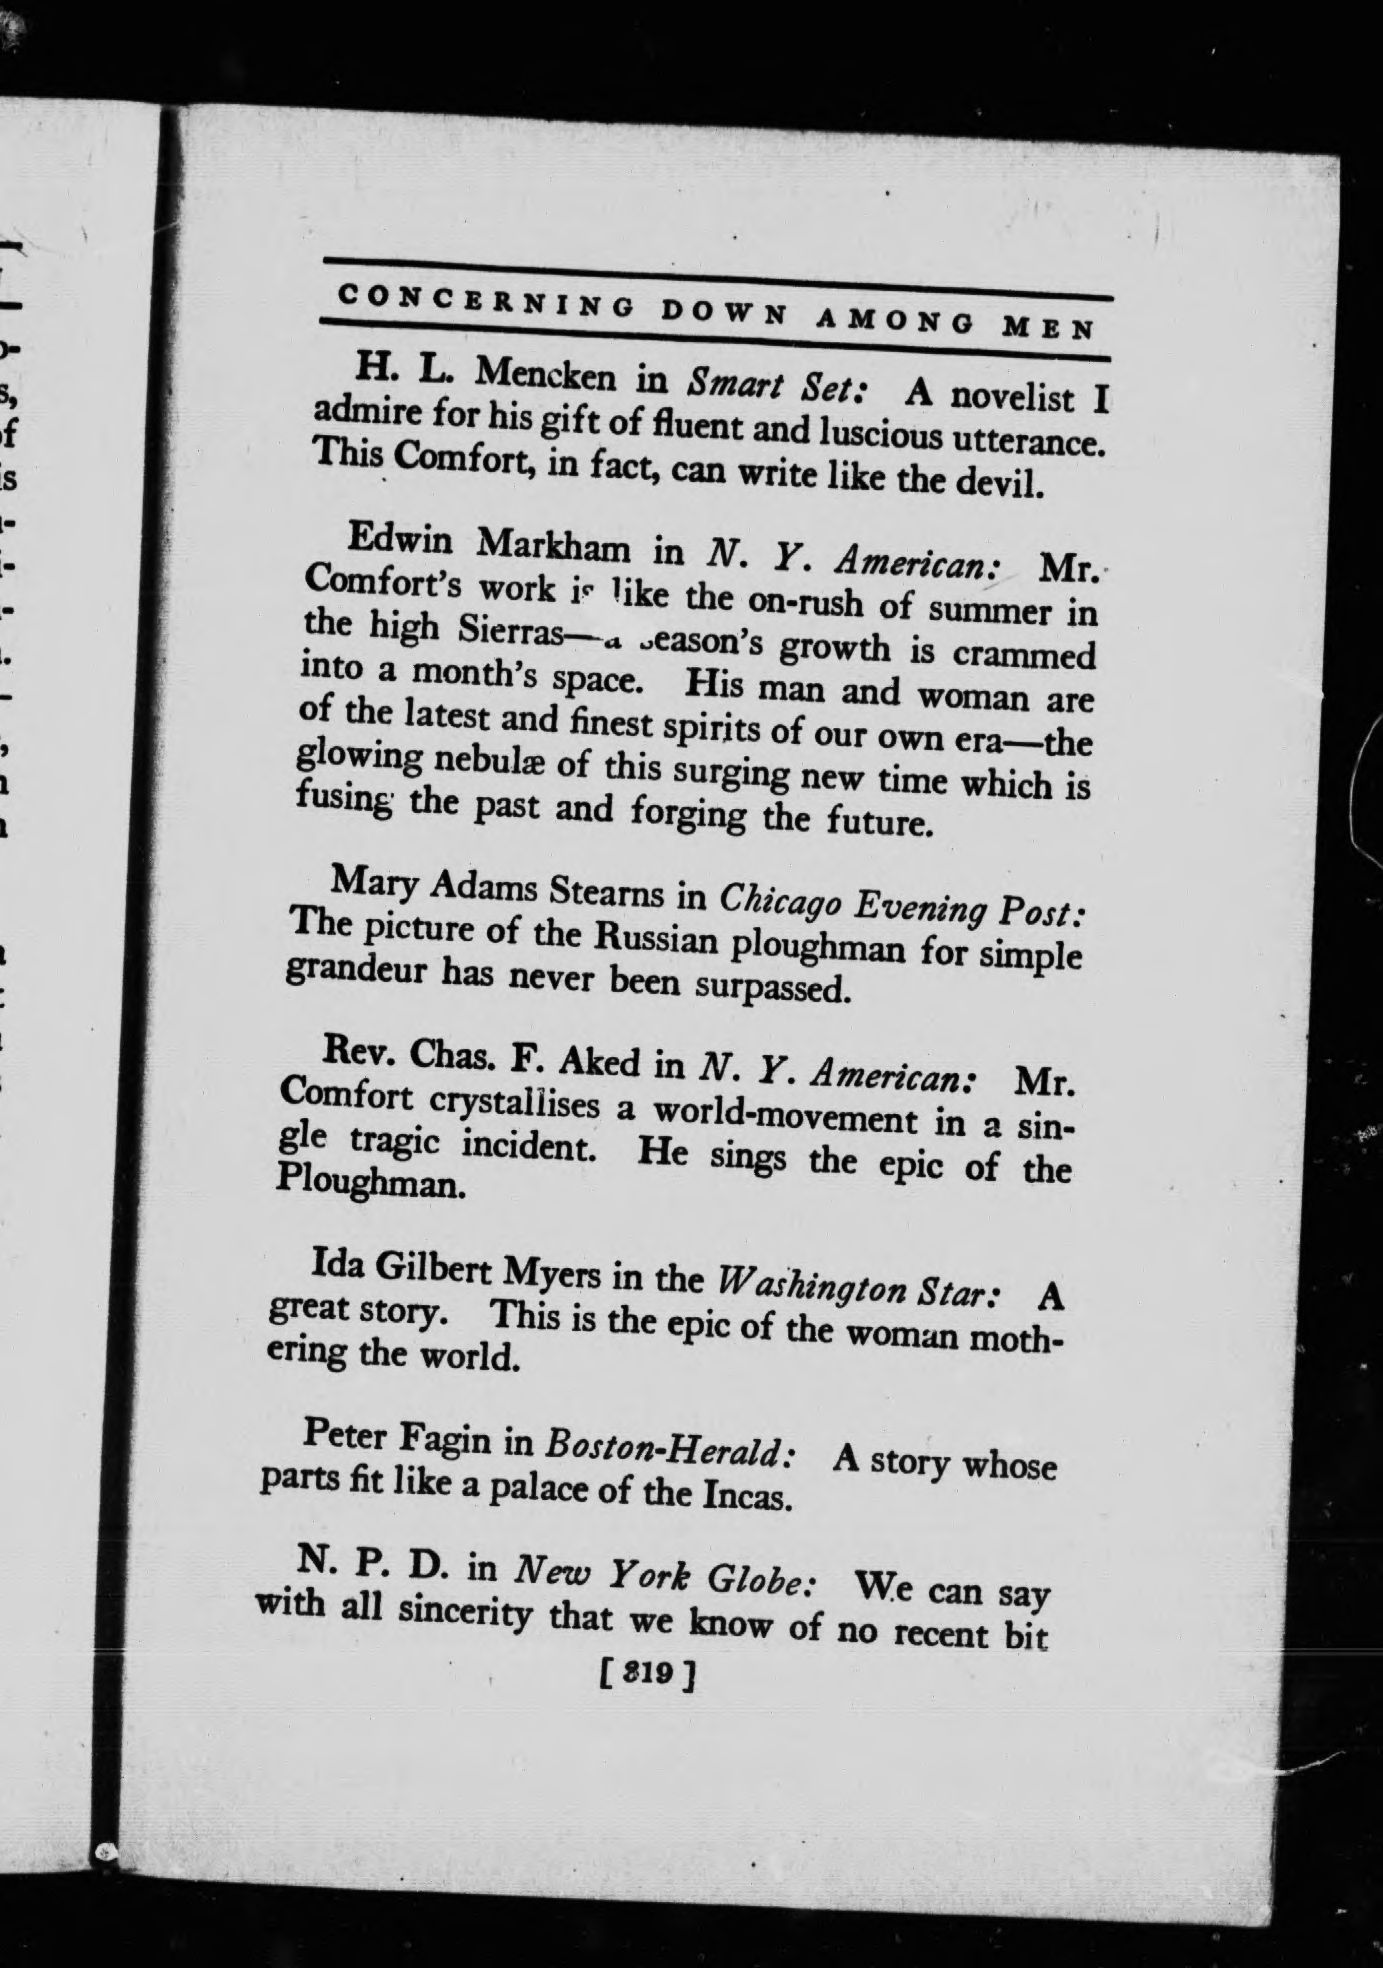 CONCERNING DOWN AMONG MEN
H. L. Mencken in Smart Set: A novelist I
admire for his gift of fluent and luscious utterance.
This Comfort, in fact, can write like the devil.
Edwin Markham in N. Y. American: Mr.
Comfort's work is like the on-rush of summer in
the high Sierras—a season's growth is crammed
into a month's space. His man and woman are
of the latest and finest spirits of our own era—the
glowing nebulæ of this surging new time which is
fusing the past and forging the future.
Mary Adams Stearns in Chicago Evening Post:
The picture of the Russian ploughman for simple
grandeur has never been surpassed.
Rev. Chas. F. Aked in N. Y. American: Mr.
Comfort crystallises a world-movement in a sin-
gle tragic incident. He sings the epic of the
Ploughman.
Ida Gilbert Myers in the Washington Star: A
great story. This is the epic of the woman moth-
ering the world.
Peter Fagin in Boston-Herald: A story whose
parts fit like a palace of the Incas.
N. P. D. in New York Globe: We can say
with all sincerity that we know of no recent bit
[ 319 ]